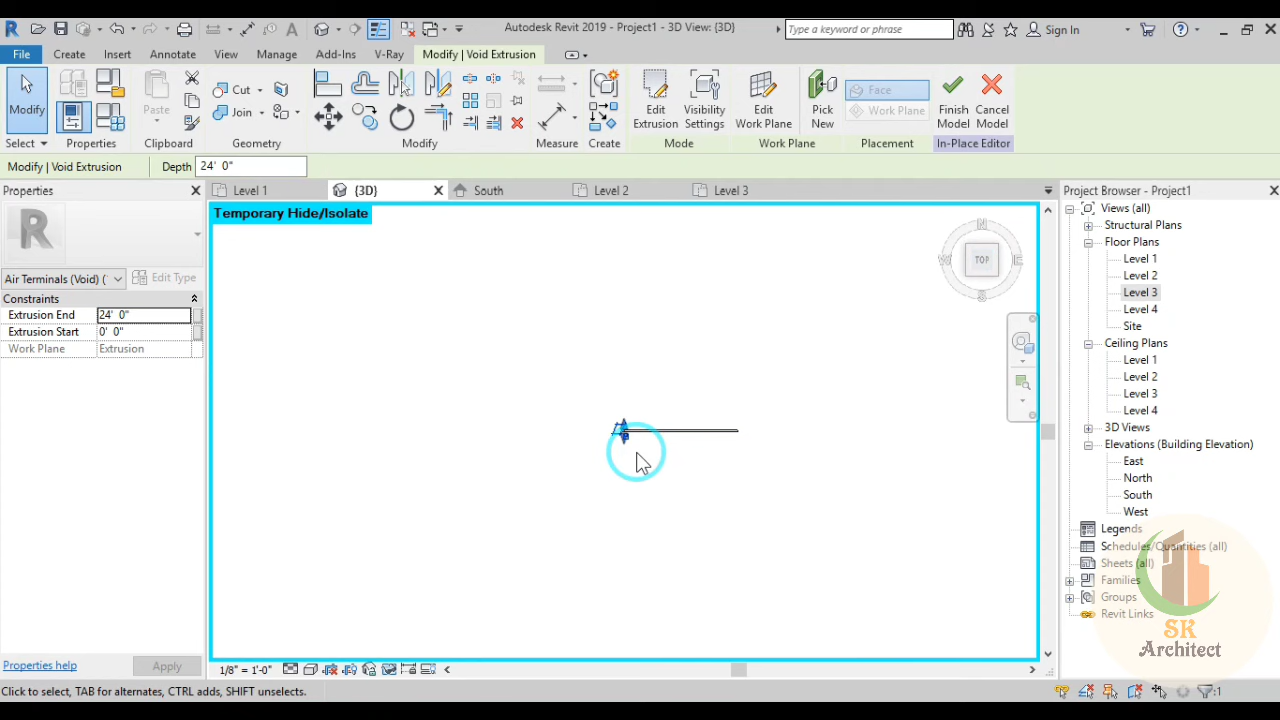 Autodesk Revit 2019 - Project1 - 3D View: {3D}
Type a keyword or phrase
Sign In
File Create Insert Annotate View Manage Add-Ins V-Ray Modify | Void Extrusion
Modify
Paste
Cut
Join
Edit Extrusion
Visibility Settings
Edit Work Plane
Pick New
Face
Work Plane
Finish Model
Cancel Model
Select Properties Clipboard Geometry Modify Measure Create Mode Work Plane Placement In-Place Editor
Modify | Void Extrusion Depth 24' 0"
Properties
Level 1 {3D} South Level 2 Level 3
Project Browser - Project1
R
Air Terminals (Void) ( Edit Type
Constraints
Extrusion End 24' 0"
Extrusion Start 0' 0"
Work Plane Extrusion
Properties help Apply
Temporary Hide/Isolate
N
W TOP E
S
1/8" = 1'-0"
Views (all)
Structural Plans
Floor Plans
Level 1
Level 2
Level 3
Level 4
Site
Ceiling Plans
Level 1
Level 2
Level 3
Level 4
3D Views
Elevations (Building Elevation)
East
North
South
West
Legends
Schedules/Quantities (all)
Sheets (all)
Families
Groups
Revit Links
SK
Architect
Click to select, TAB for alternates, CTRL adds, SHIFT unselects.
:1